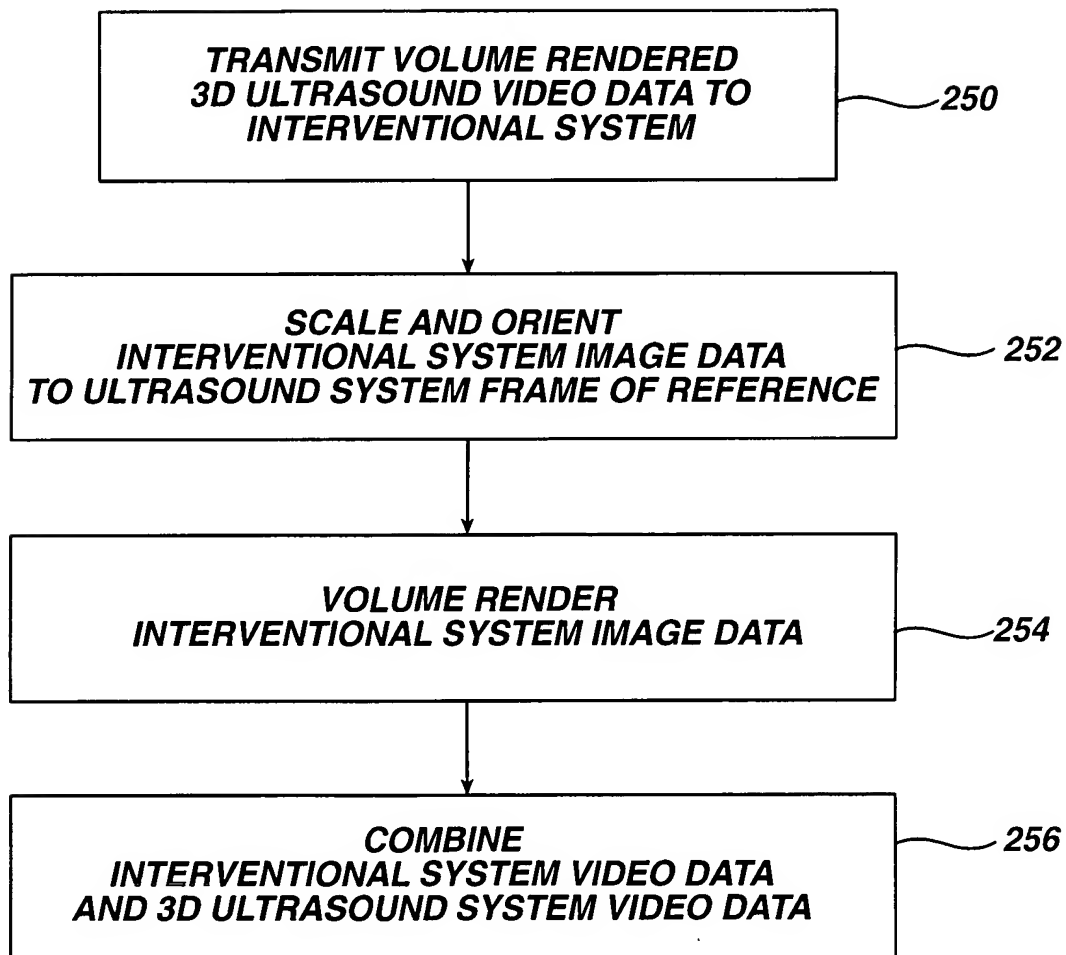 TRANSMIT VOLUME RENDERED
3D ULTRASOUND VIDEO DATA TO
INTERVENTIONAL SYSTEM
250
SCALE AND ORIENT
INTERVENTIONAL SYSTEM IMAGE DATA
TO ULTRASOUND SYSTEM FRAME OF REFERENCE
252
VOLUME RENDER
INTERVENTIONAL SYSTEM IMAGE DATA
254
COMBINE
INTERVENTIONAL SYSTEM VIDEO DATA
AND 3D ULTRASOUND SYSTEM VIDEO DATA
256